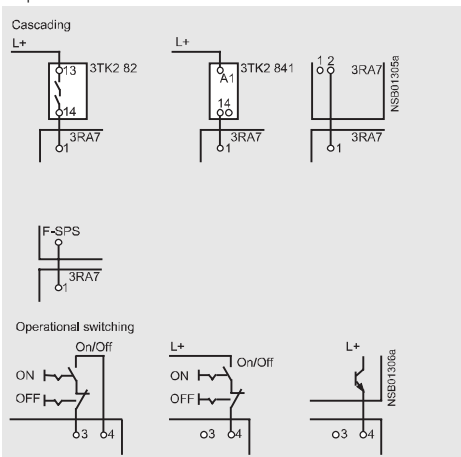 Cascading
L+
13
3TK2 82
14
3RA7
1
L+
A1
3TK2 841
14
3RA7
1
1 2
3RA7
3RA7
1
NSB01305a
F-SPS
3RA7
1
Operational switching
On/Off
ON
OFF
3 4
L+
On/Off
ON
OFF
3 4
L+
3 4
NSB01306a